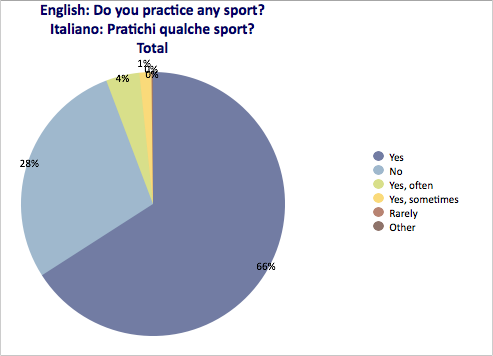 English: Do you practice any sport?
Italiano: Pratichi qualche sport?
Total
1%
0%
0%
4%
28%
66%
Yes
No
Yes, often
Yes, sometimes
Rarely
Other